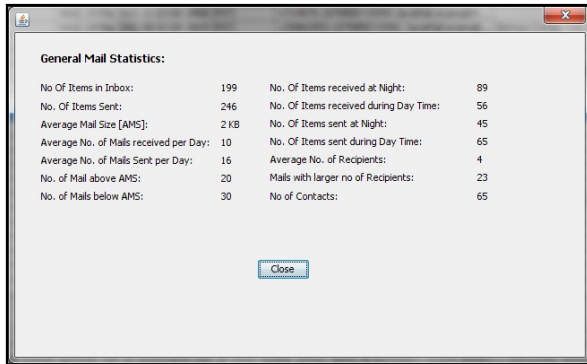 General Mail Statistics:
No Of Items in Inbox: 199
No. Of Items Sent: 246
Average Mail Size [AMS]: 2 KB
Average No. of Mails received per Day: 10
Average No. of Mails Sent per Day: 16
No. of Mail above AMS: 20
No. of Mails below AMS: 30
No. Of Items received at Night: 89
No. Of Items received during Day Time: 56
No. Of Items sent at Night: 45
No. Of Items sent during Day Time: 65
Average No. of Recipients: 4
Mails with larger no of Recipients: 23
No of Contacts: 65
Close